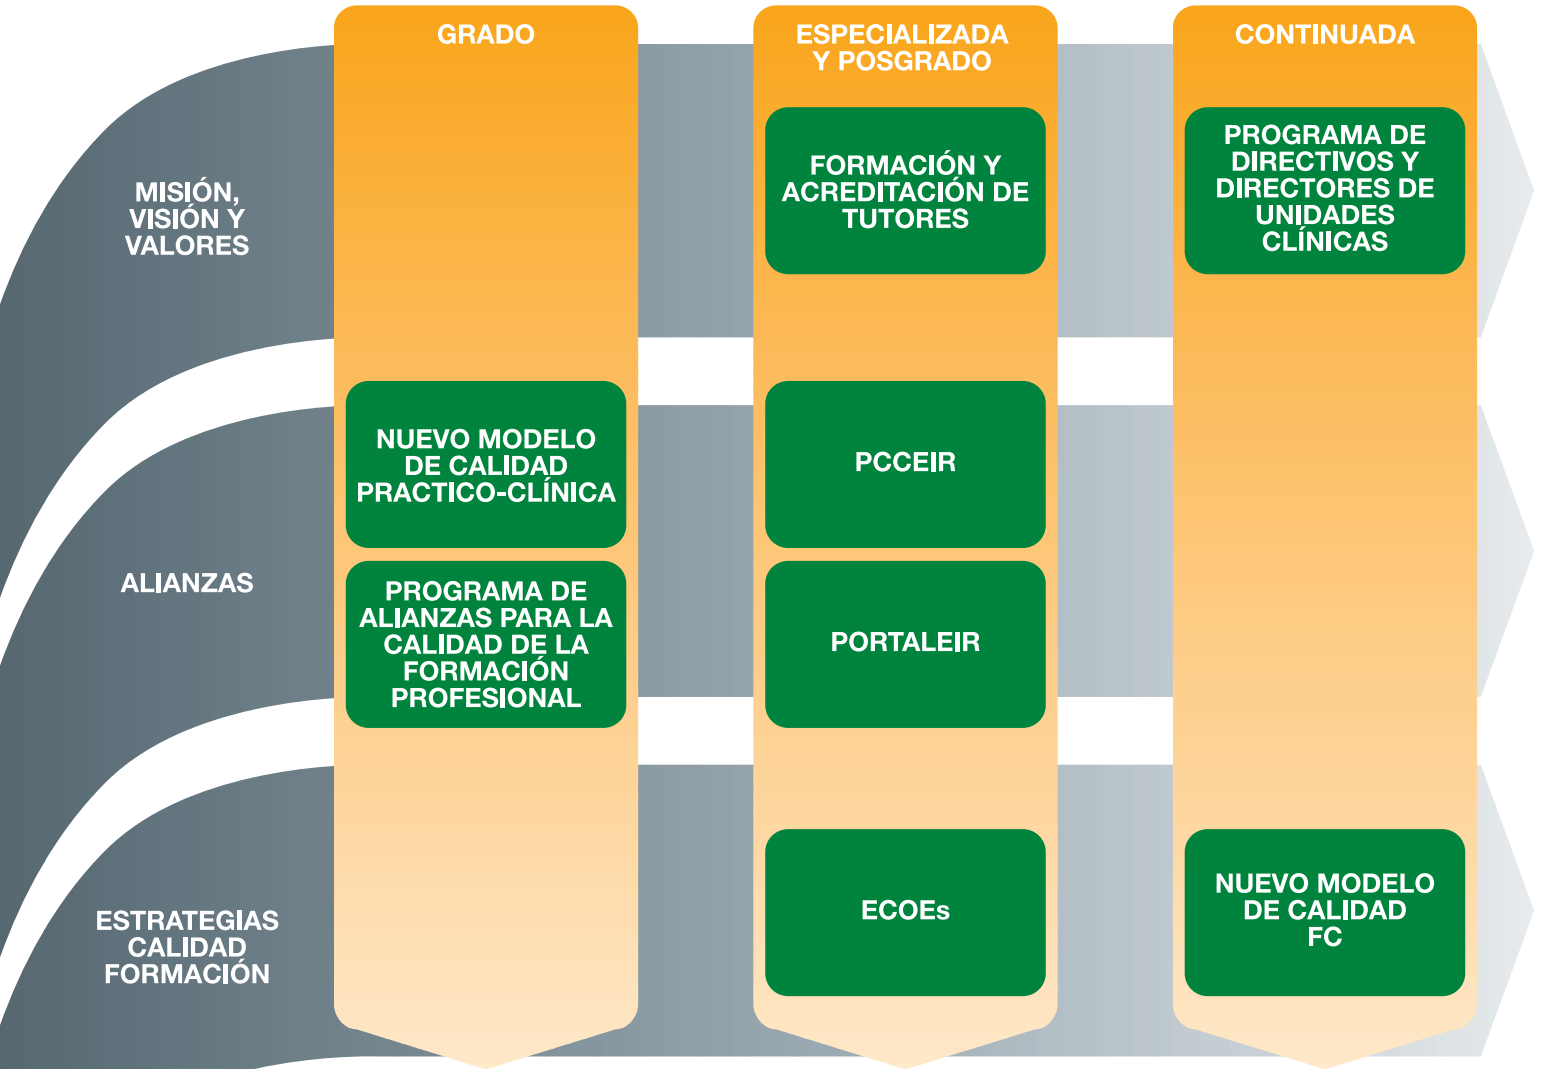 GRADO
ESPECIALIZADA
Y POSGRADO
CONTINUADA
MISIÓN,
VISIÓN Y
VALORES
FORMACIÓN Y
ACREDITACIÓN DE
TUTORES
PROGRAMA DE
DIRECTIVOS Y
DIRECTORES DE
UNIDADES
CLÍNICAS
ALIANZAS
NUEVO MODELO
DE CALIDAD
PRACTICO-CLÍNICA
PCCEIR
PROGRAMA DE
ALIANZAS PARA LA
CALIDAD DE LA
FORMACIÓN
PROFESIONAL
PORTALEIR
ESTRATEGIAS
CALIDAD
FORMACIÓN
ECOEs
NUEVO MODELO
DE CALIDAD
FC